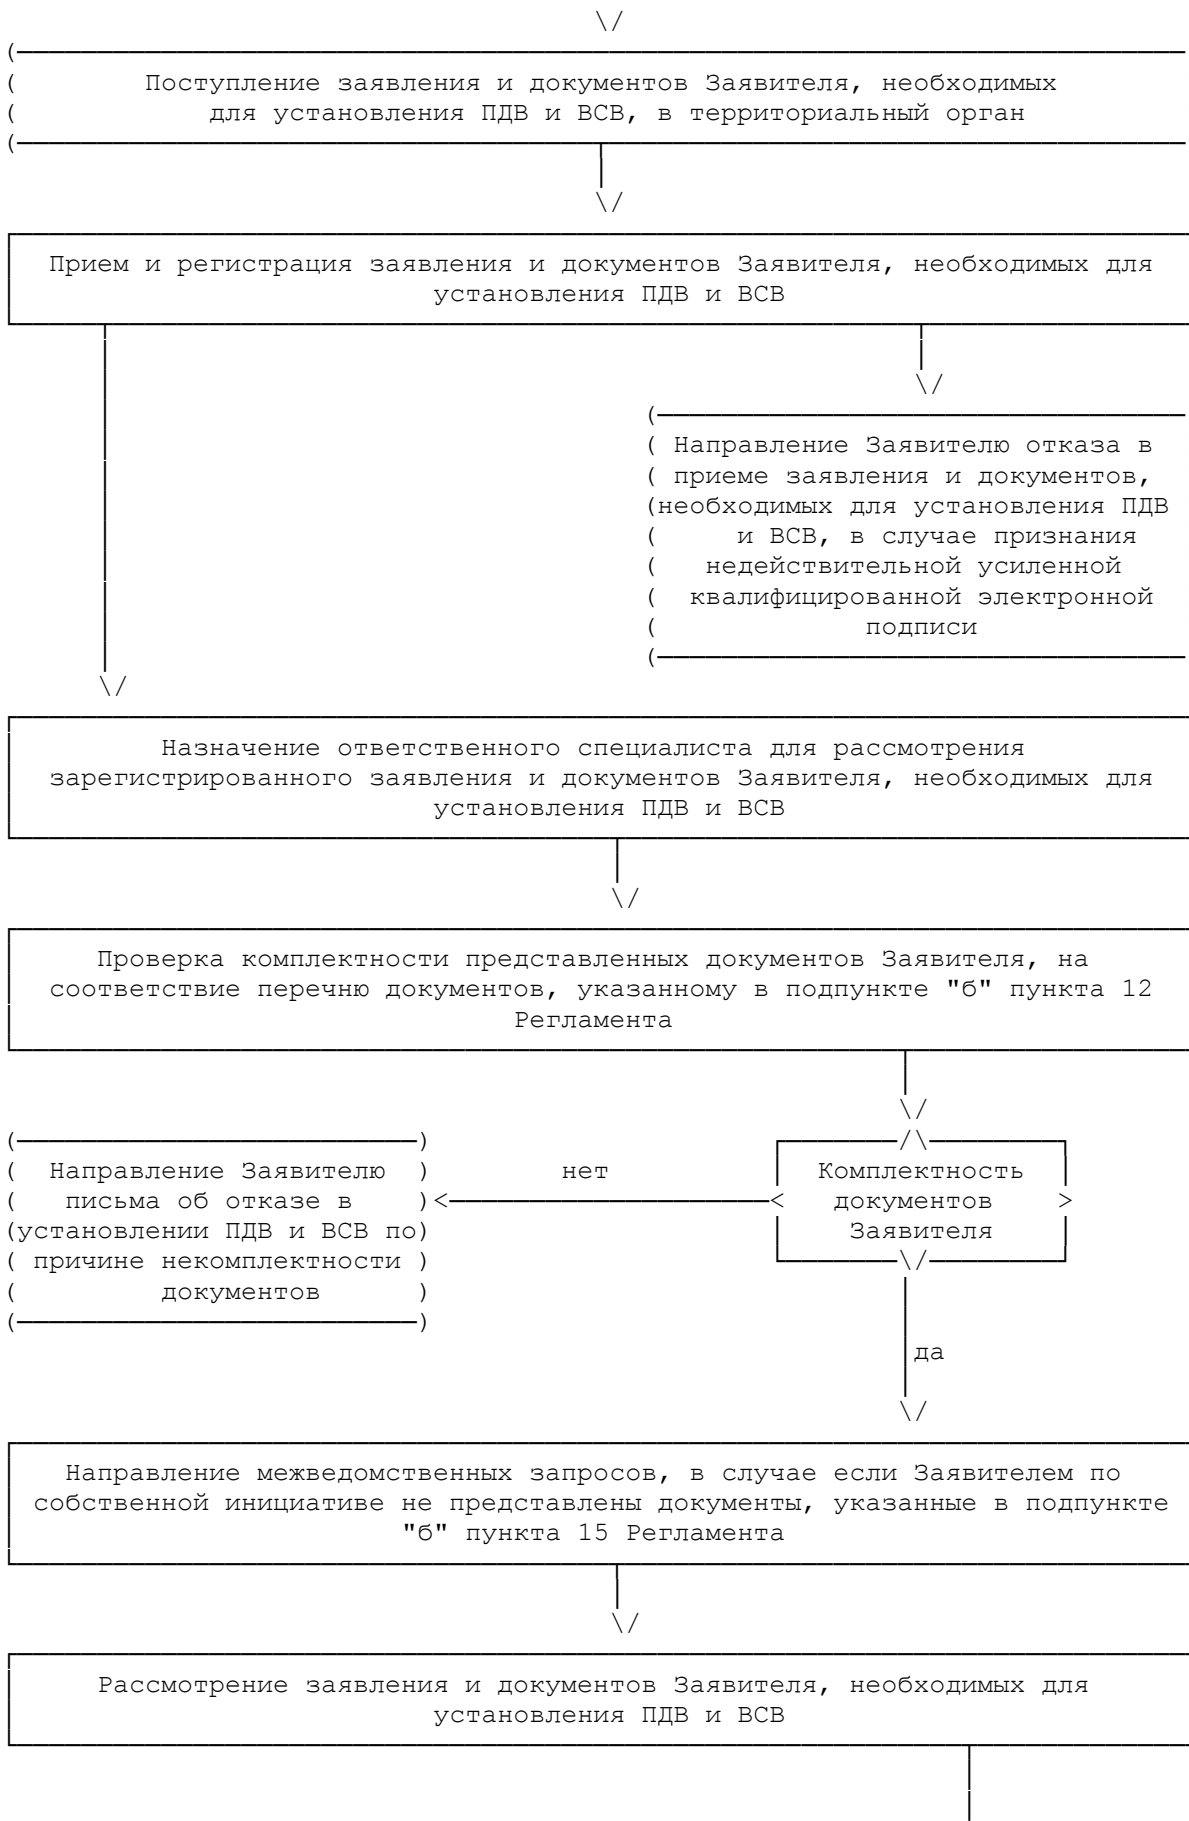 Поступление заявления и документов Заявителя, необходимых
для установления ПДВ и ВСВ, в территориальный орган
Прием и регистрация заявления и документов Заявителя, необходимых для
установления ПДВ и ВСВ
Направление Заявителю отказа в
приеме заявления и документов,
необходимых для установления ПДВ
и ВСВ, в случае признания
недействительной усиленной
квалифицированной электронной
подписи
Назначение ответственного специалиста для рассмотрения
зарегистрированного заявления и документов Заявителя, необходимых для
установления ПДВ и ВСВ
Проверка комплектности представленных документов Заявителя, на
соответствие перечню документов, указанному в подпункте "б" пункта 12
Регламента
Направление Заявителю
письма об отказе в
установлении ПДВ и ВСВ по
причине некомплектности
документов
нет
Комплектность
документов
Заявителя
да
Направление межведомственных запросов, в случае если Заявителем по
собственной инициативе не представлены документы, указанные в подпункте
"б" пункта 15 Регламента
Рассмотрение заявления и документов Заявителя, необходимых для
установления ПДВ и ВСВ